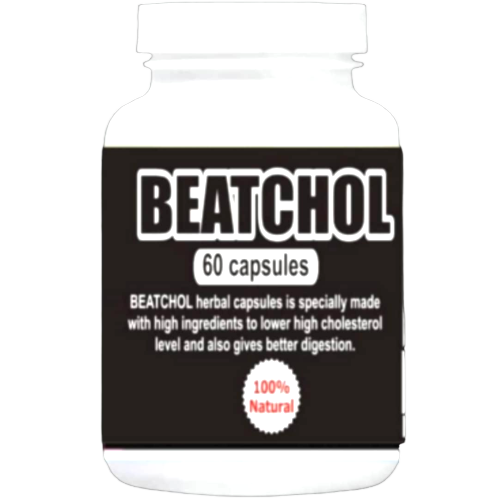 BEATCHOL
60 capsules
BEATCHOL herbal capsules is specially made
with high ingredients to lower high cholesterol
level and also gives better digestion.
100%
Natural